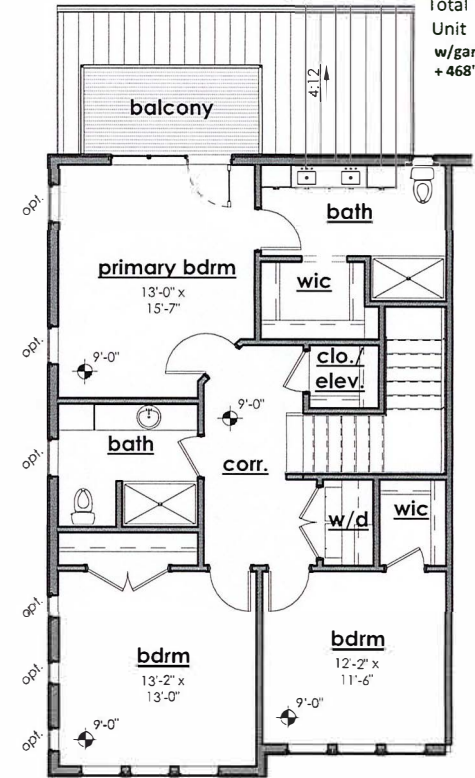 Total
Unit
w/gar
+ 468'
4:12
balcony
opt.
bath
primary bdrm
13'-0" x
15'-7"
wic
opt.
9'-0"
clo./
elev.
9'-0"
bath
opt.
corr.
w/d
wic
opt.
bdrm
13'-2" x
13'-0"
bdrm
12'-2" x
11'-6"
opt.
9'-0"
9'-0"
opt.